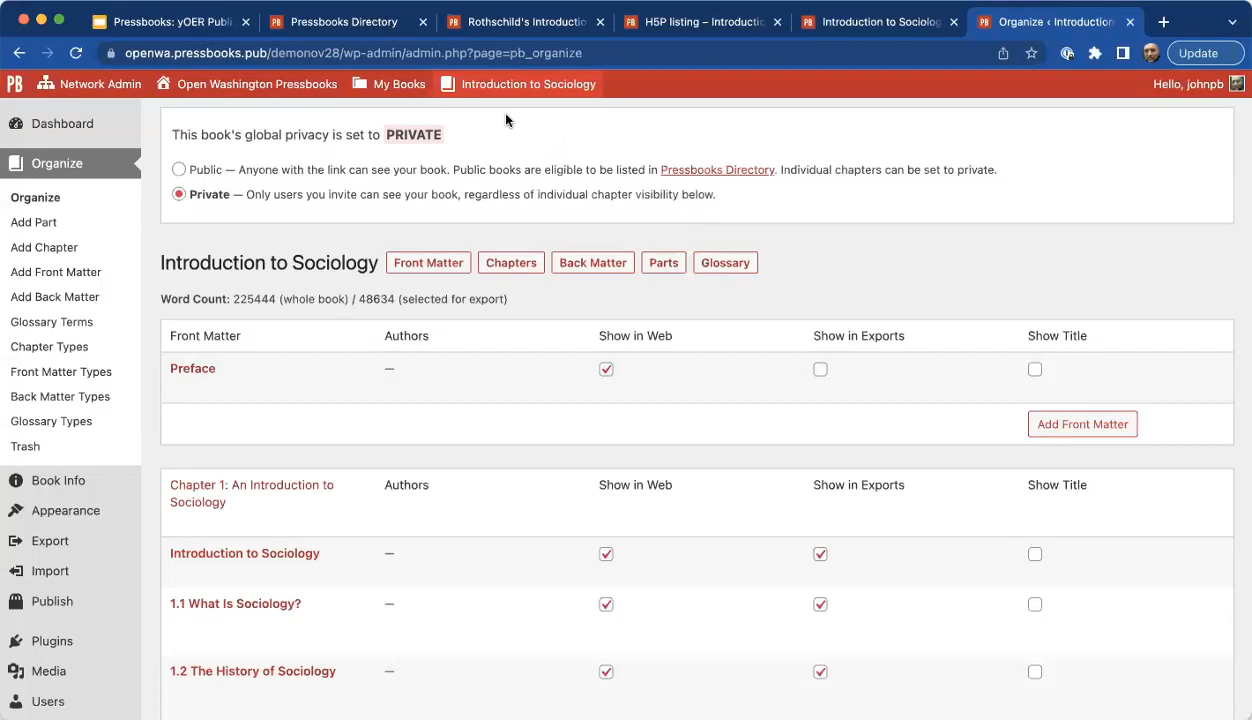 Pressbooks: yOER Publi
Pressbooks Directory
Rothschild's Introductio
H5P listing – Introductic
Introduction to Sociolog
Organize ‹ Introduction
openwa.pressbooks.pub/demonov28/wp-admin/admin.php?page=pb_organize
Update
PB
Network Admin
Open Washington Pressbooks
My Books
Introduction to Sociology
Hello, johnpb
Dashboard
Organize
Organize
Add Part
Add Chapter
Add Front Matter
Add Back Matter
Glossary Terms
Chapter Types
Front Matter Types
Back Matter Types
Glossary Types
Trash
Book Info
Appearance
Export
Import
Publish
Plugins
Media
Users
This book's global privacy is set to PRIVATE
Public — Anyone with the link can see your book. Public books are eligible to be listed in Pressbooks Directory. Individual chapters can be set to private.
Private — Only users you invite can see your book, regardless of individual chapter visibility below.
Introduction to Sociology
Front Matter
Chapters
Back Matter
Parts
Glossary
Word Count: 225444 (whole book) / 48634 (selected for export)
Front Matter Authors Show in Web Show in Exports Show Title
Preface —
Add Front Matter
Chapter 1: An Introduction to
Sociology
Authors Show in Web Show in Exports Show Title
Introduction to Sociology —
1.1 What Is Sociology? —
1.2 The History of Sociology —